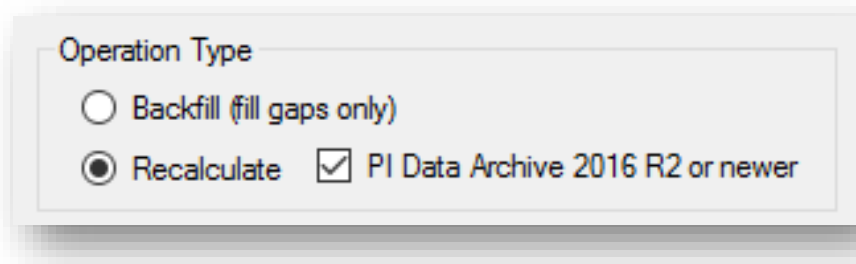 Operation Type
Backfill (fill gaps only)
Recalculate PI Data Archive 2016 R2 or newer